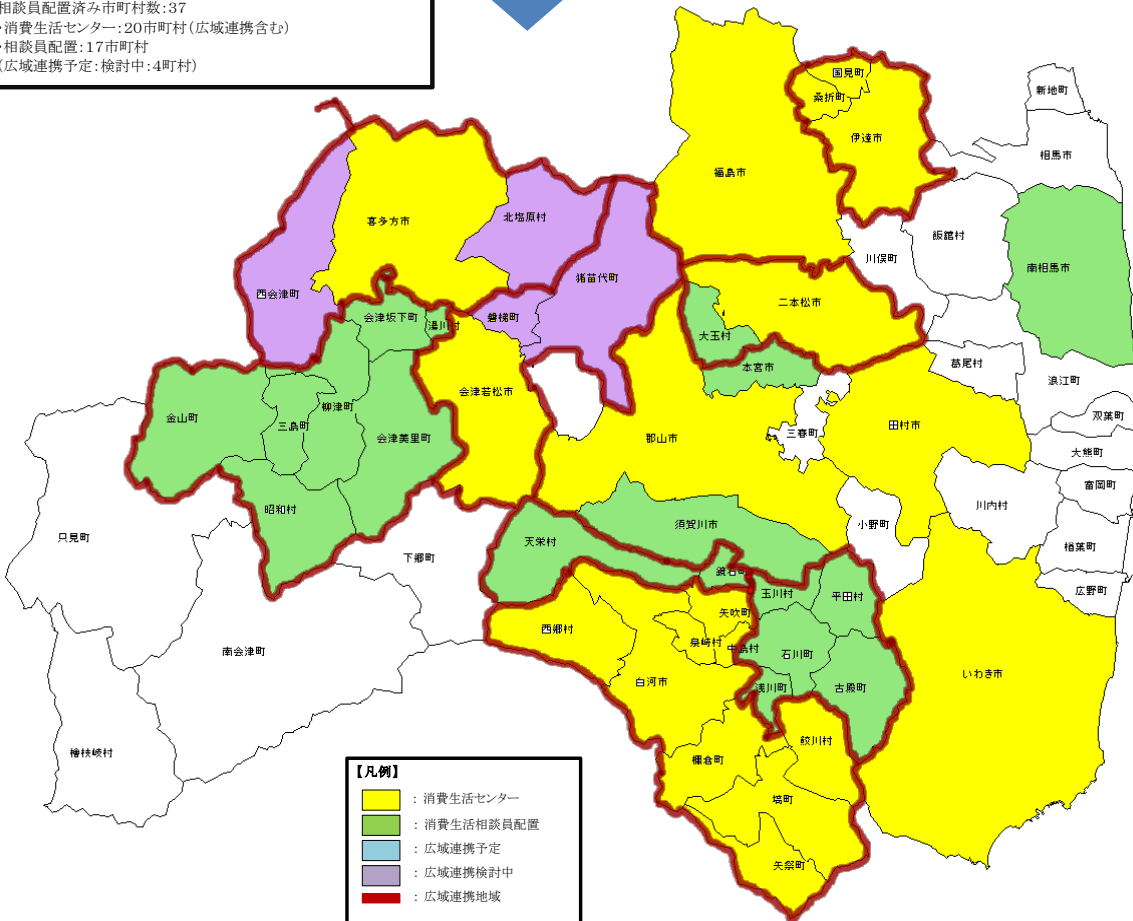 相談員配置済み市町村数：37
・消費生活センター：20市町村（広域連携含む）
・相談員配置：17市町村
（広域連携予定：検討中：4町村）
国見町
桑折町
伊達市
新地町
相馬市
福島市
飯舘村
川俣町
南相馬市
喜多方市
北塩原村
西会津町
猪苗代町
磐梯町
会津坂下町
湯川村
二本松市
大玉村
本宮市
葛尾村
浪江町
双葉町
大熊町
富岡町
楢葉町
広野町
川内村
金山町
三島町
柳津町
会津美里町
会津若松市
郡山市
三春町
田村市
昭和村
只見町
下郷町
天栄村
須賀川市
小野町
鏡石町
玉川村
平田村
矢吹町
西郷村
泉崎村
中島村
石川町
南会津町
白河市
浅川町
古殿町
いわき市
檜枝岐村
棚倉町
鮫川村
塙町
矢祭町
【凡例】
：消費生活センター
：消費生活相談員配置
：広域連携予定
：広域連携検討中
：広域連携地域